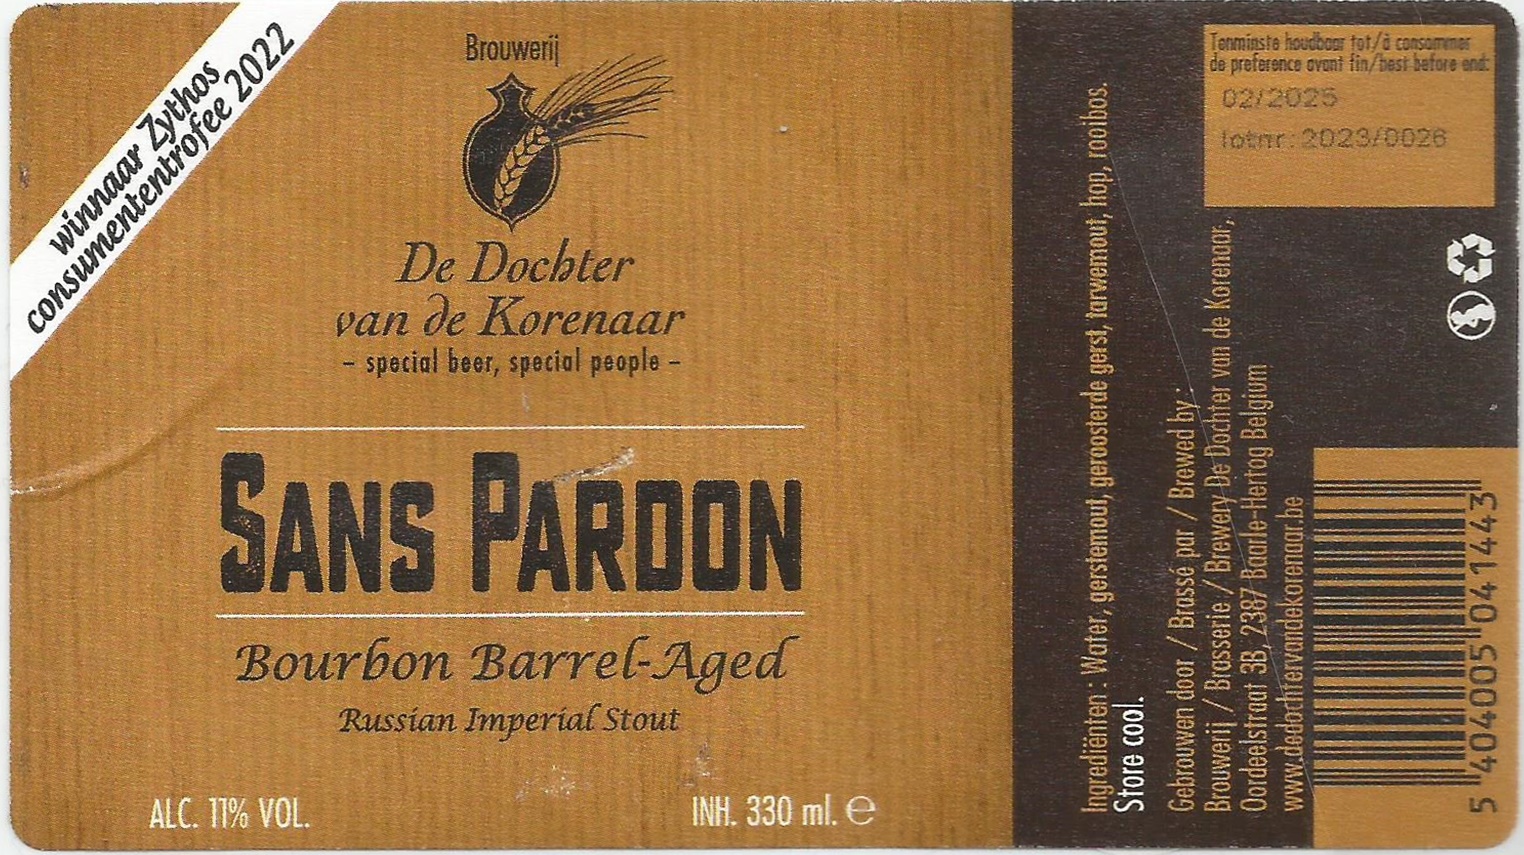 winnaar Zythos
consumententrofee 2022
Brouwerij
De Dochter
van de Korenaar
– special beer, special people –
SANS PARDON
Bourbon Barrel-Aged
Russian Imperial Stout
ALC. 11% VOL.
INH. 330 ml. ℮
Ingrediënten : Water, gerstemout, geroosterde gerst, tarwemout, hop, rooibos.
Store cool.
Gebrouwen door / Brassé par / Brewed by :
Brouwerij / Brasserie / Brewery De Dochter van de Korenaar,
Oordeelstraat 3B, 2387 Baarle-Hertog Belgium
www.dedochtervandekorenaar.be
Tenminste houdbaar tot/à consommer
de preference avant fin/best before end:
02/2025
lotnr: 2023/0026
5 404005 041443